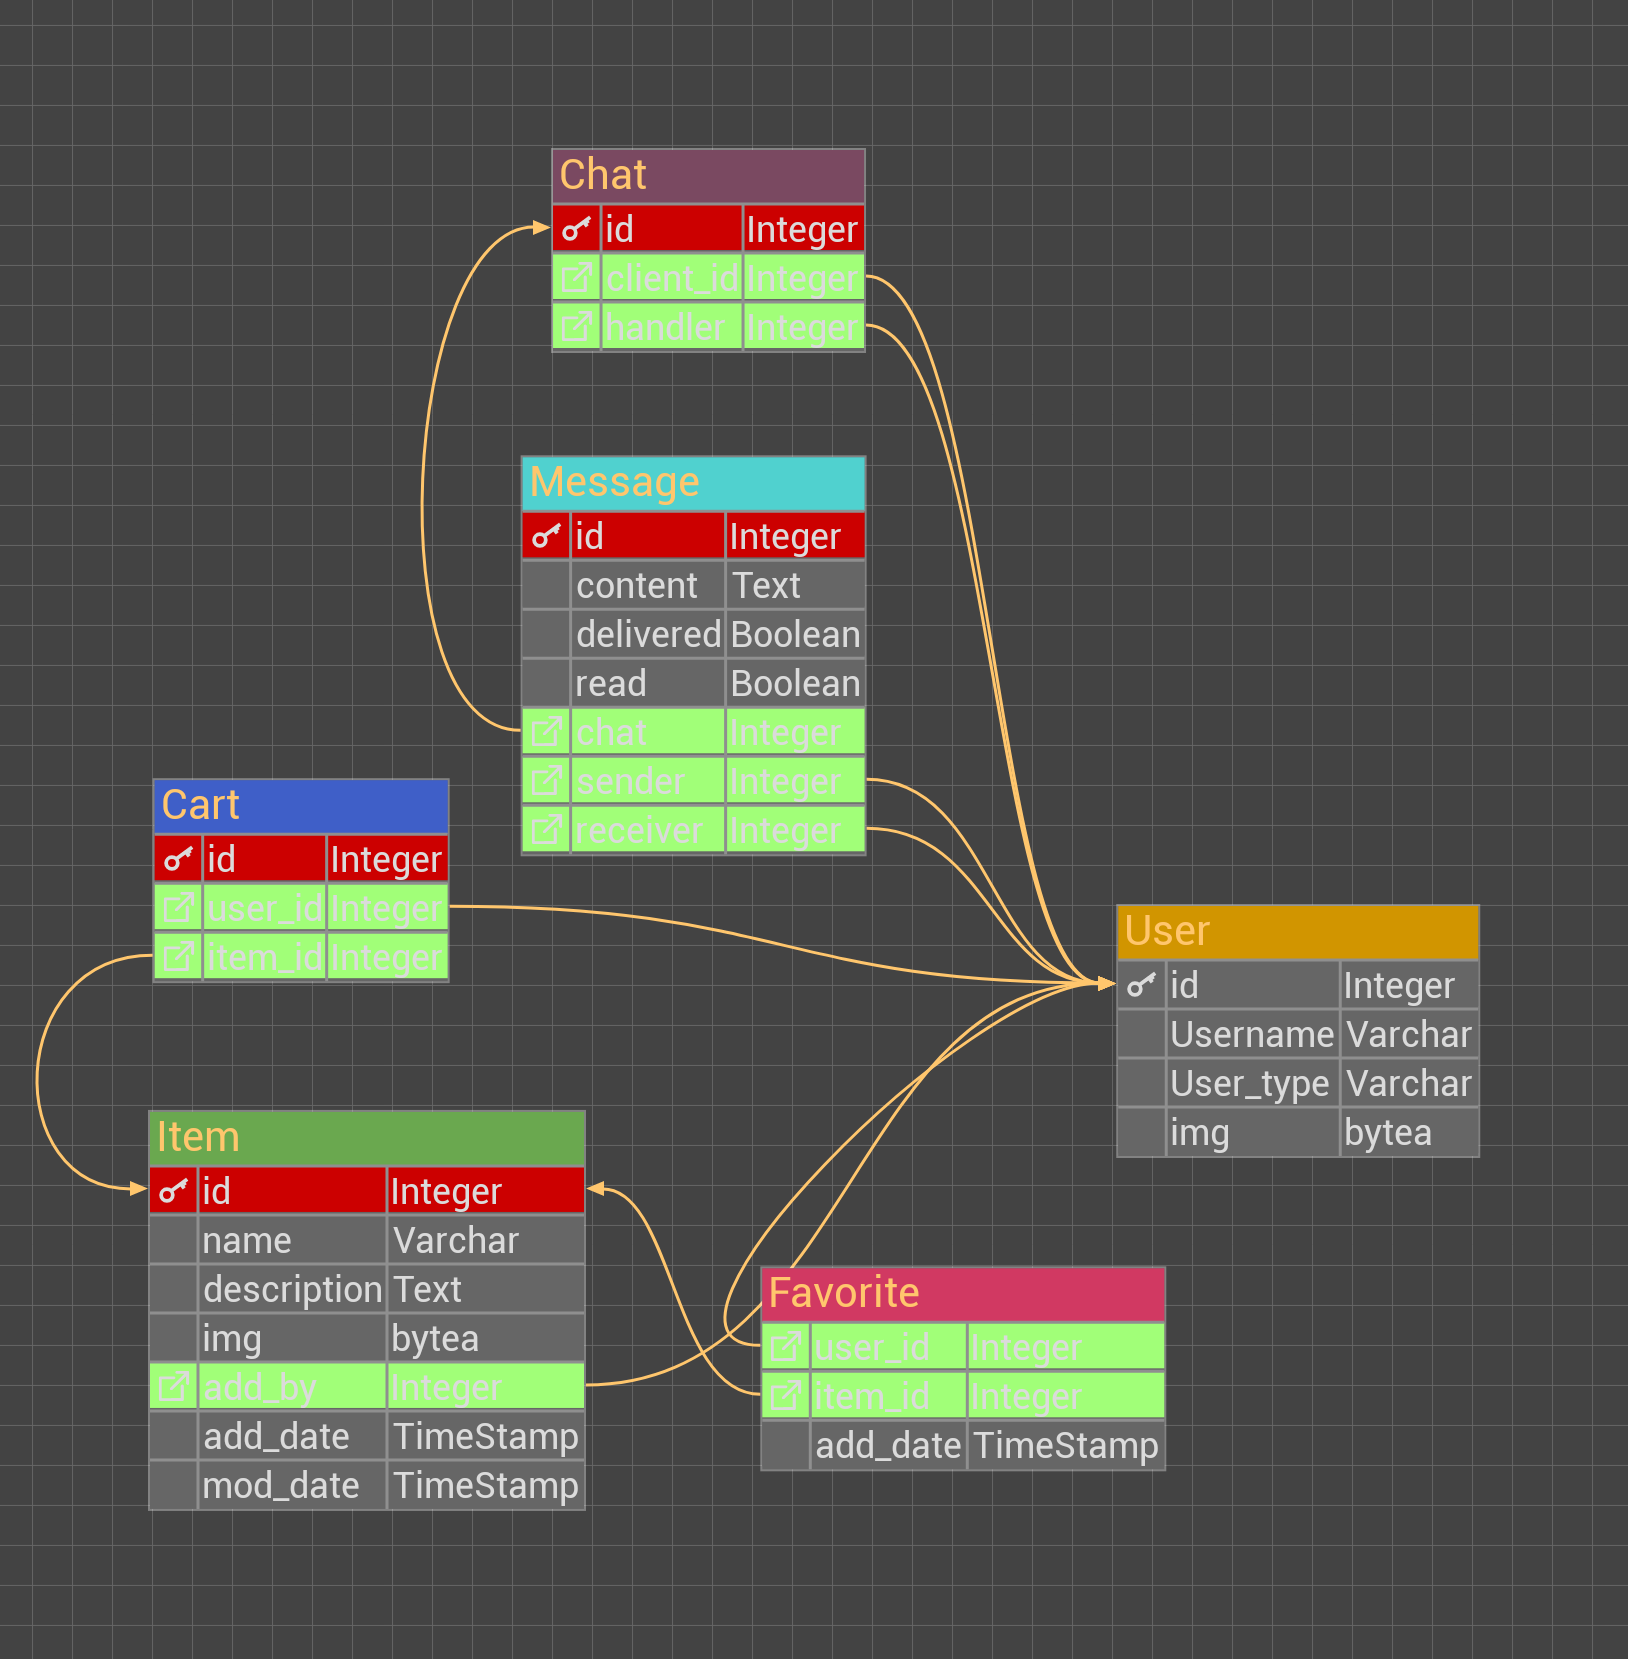 Chat
id Integer
client_id Integer
handler Integer
Message
id Integer
content Text
delivered Boolean
read Boolean
chat Integer
sender Integer
receiver Integer
Cart
id Integer
user_id Integer
item_id Integer
User
id Integer
Username Varchar
User_type Varchar
img bytea
Item
id Integer
name Varchar
description Text
img bytea
add_by Integer
add_date TimeStamp
mod_date TimeStamp
Favorite
user_id Integer
item_id Integer
add_date TimeStamp